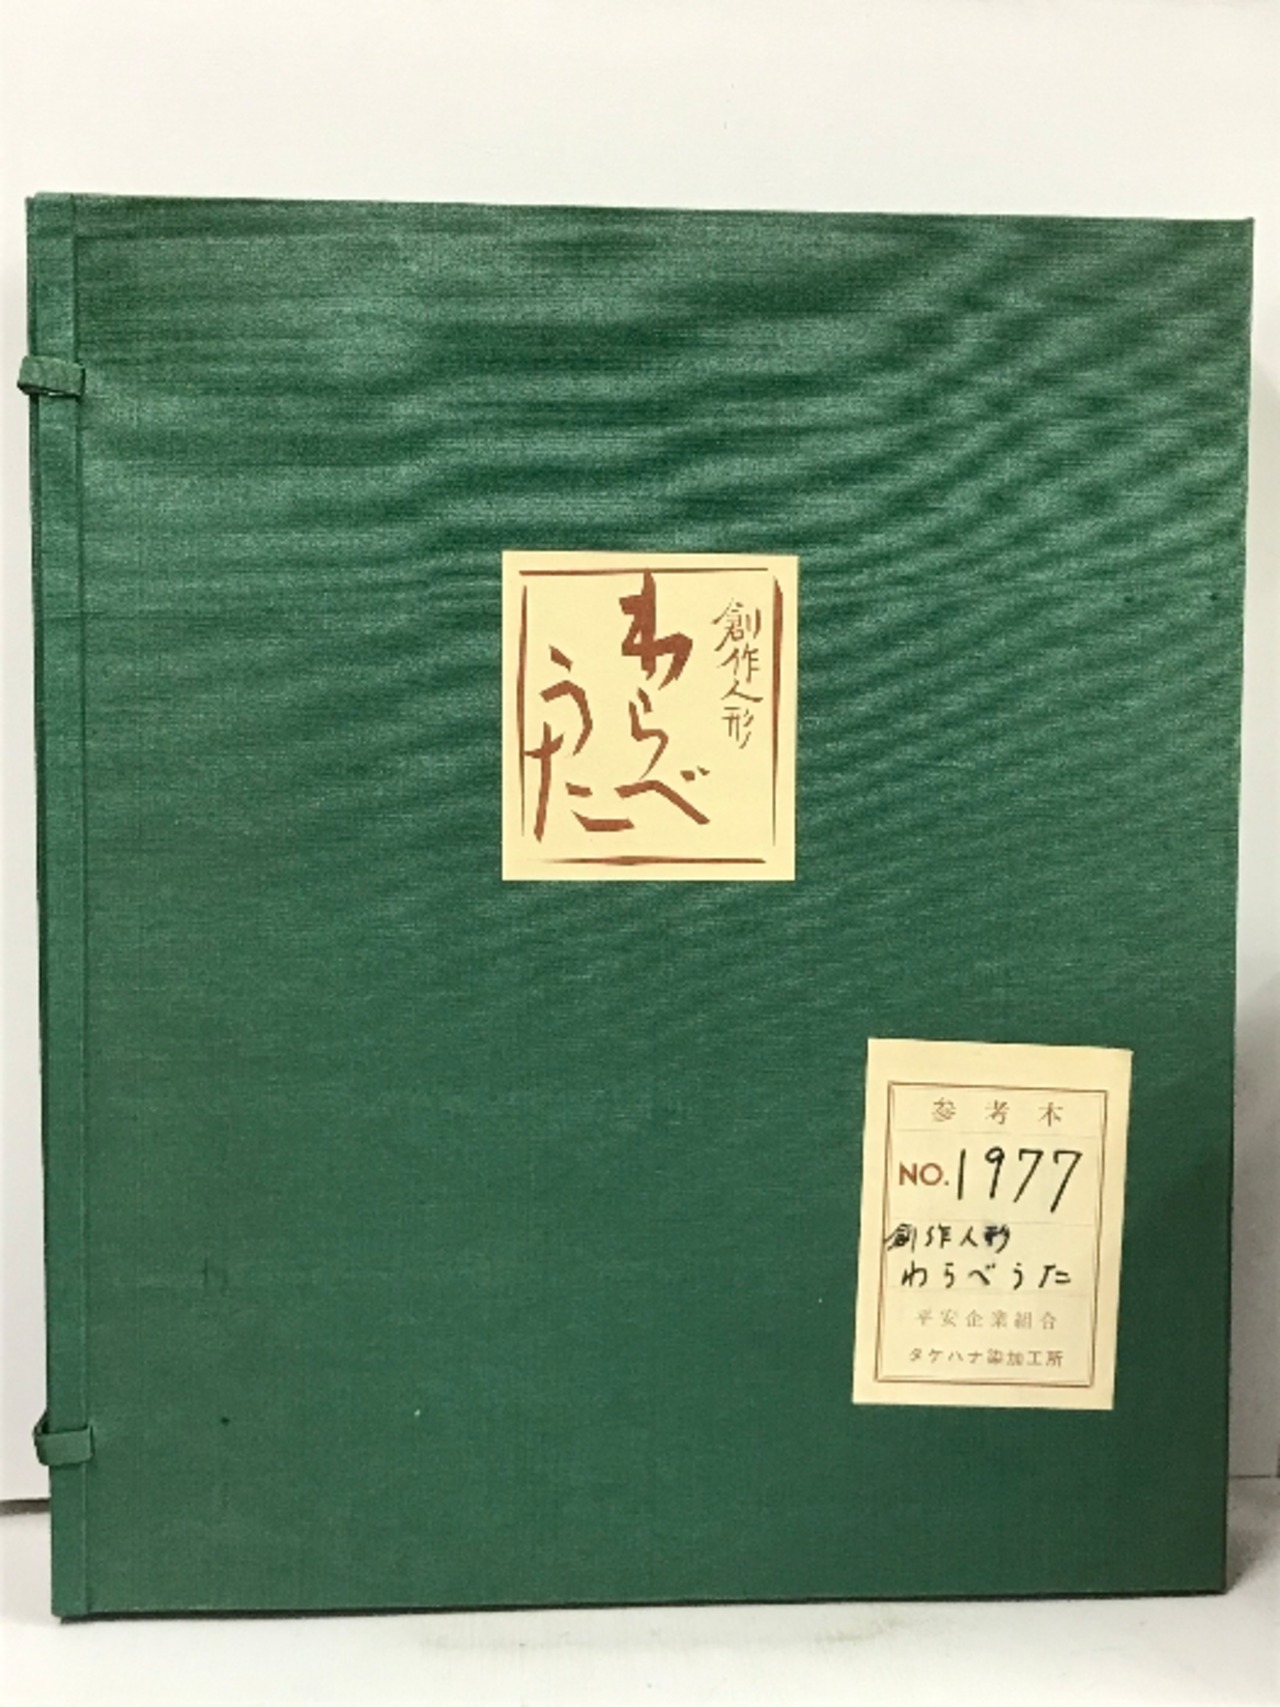 創作人形
わらべ
うた
参考本
NO.1977
創作人形
わらべうた
平安企業組合
タケハナ染加工所